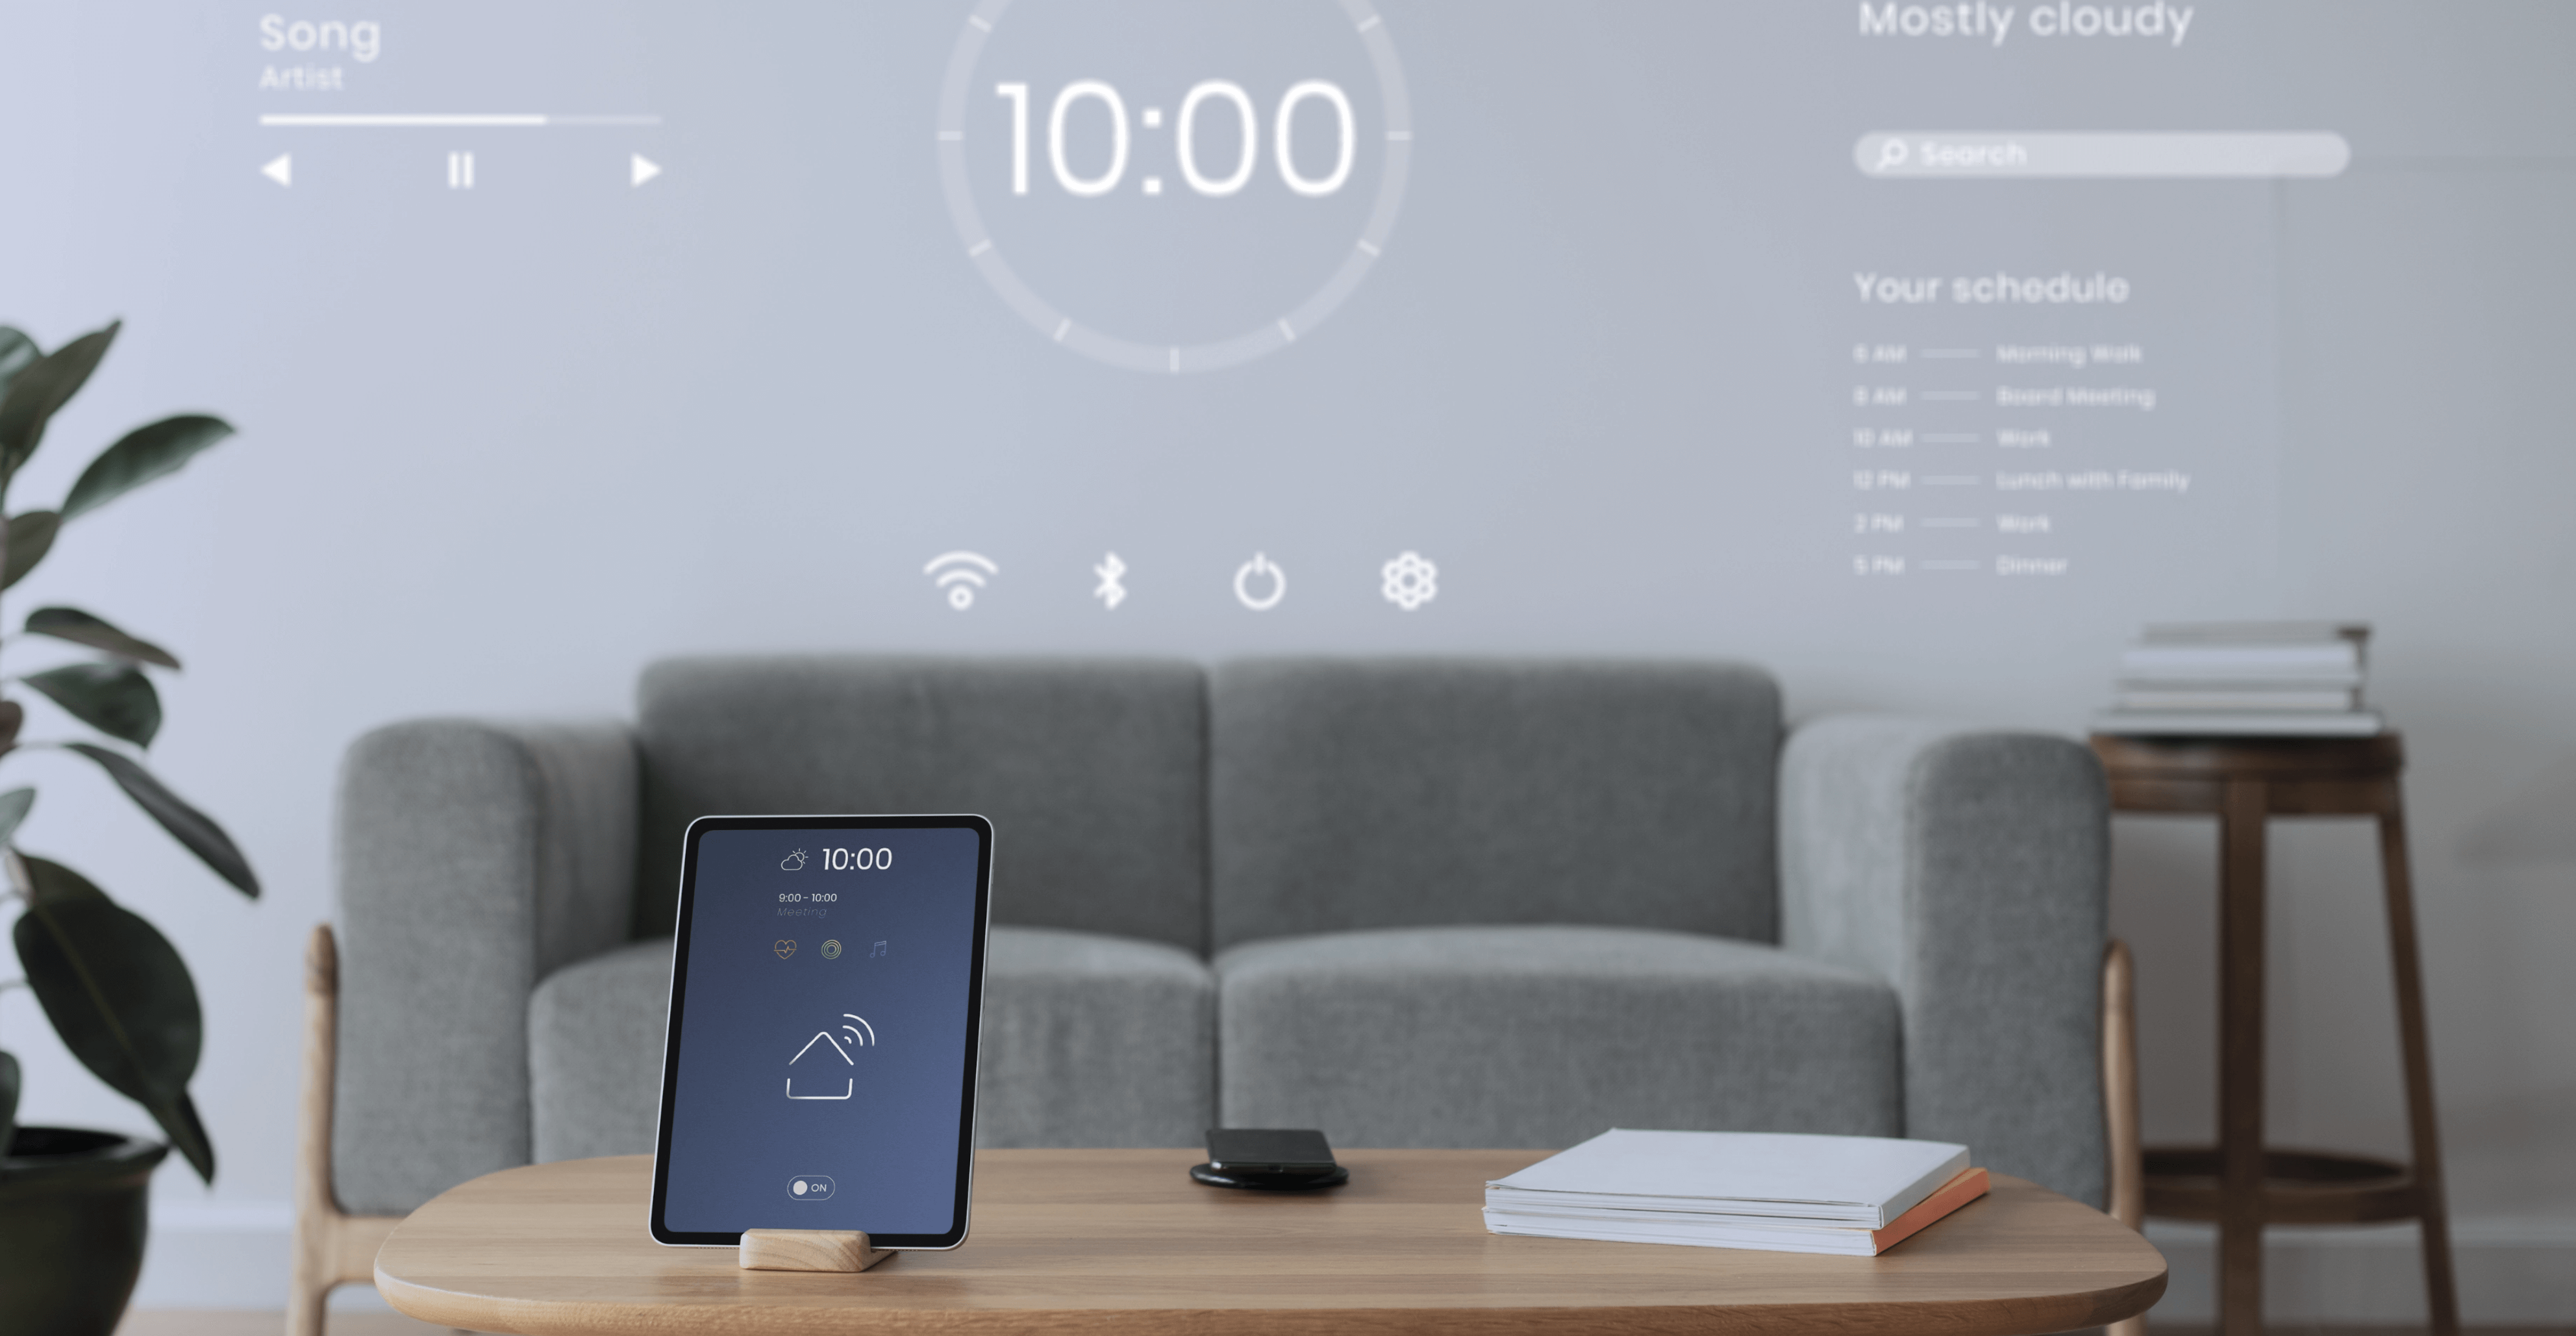 Song
Artist
10:00
Mostly cloudy
Search
Your schedule
6 AM Morning Walk
8 AM Board Meeting
10 AM Work
12 PM Lunch with Family
2 PM Work
5 PM Dinner
10:00
9:00 - 10:00
Meeting
ON